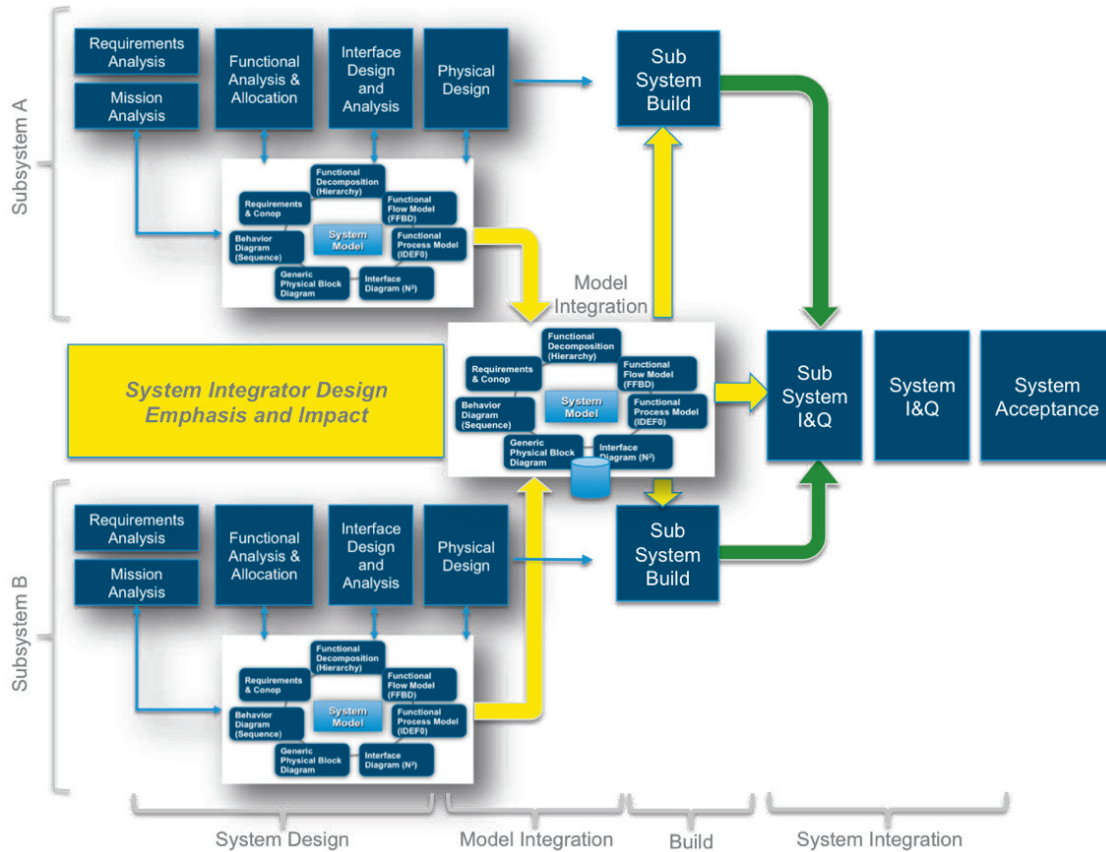 Subsystem A
Requirements
Analysis
Mission
Analysis
Functional
Analysis &
Allocation
Interface
Design
and
Analysis
Physical
Design
Sub
System
Build
Functional
Decomposition
(Hierarchy)
Requirements
& Conop
Functional
Flow Model
(FFBD)
System
Model
Behavior
Diagram
(Sequence)
Functional
Process Model
(IDEF0)
Generic
Physical Block
Diagram
Interface
Diagram (N²)
Model
Integration
System Integrator Design
Emphasis and Impact
Functional
Decomposition
(Hierarchy)
Requirements
& Conop
Functional
Flow Model
(FFBD)
System
Model
Behavior
Diagram
(Sequence)
Functional
Process Model
(IDEF0)
Generic
Physical Block
Diagram
Interface
Diagram (N²)
Sub
System
I&Q
System
I&Q
System
Acceptance
Subsystem B
Requirements
Analysis
Mission
Analysis
Functional
Analysis &
Allocation
Interface
Design
and
Analysis
Physical
Design
Sub
System
Build
Functional
Decomposition
(Hierarchy)
Requirements
& Conop
Functional
Flow Model
(FFBD)
System
Model
Behavior
Diagram
(Sequence)
Functional
Process Model
(IDEF0)
Generic
Physical Block
Diagram
Interface
Diagram (N²)
System Design
Model Integration
Build
System Integration